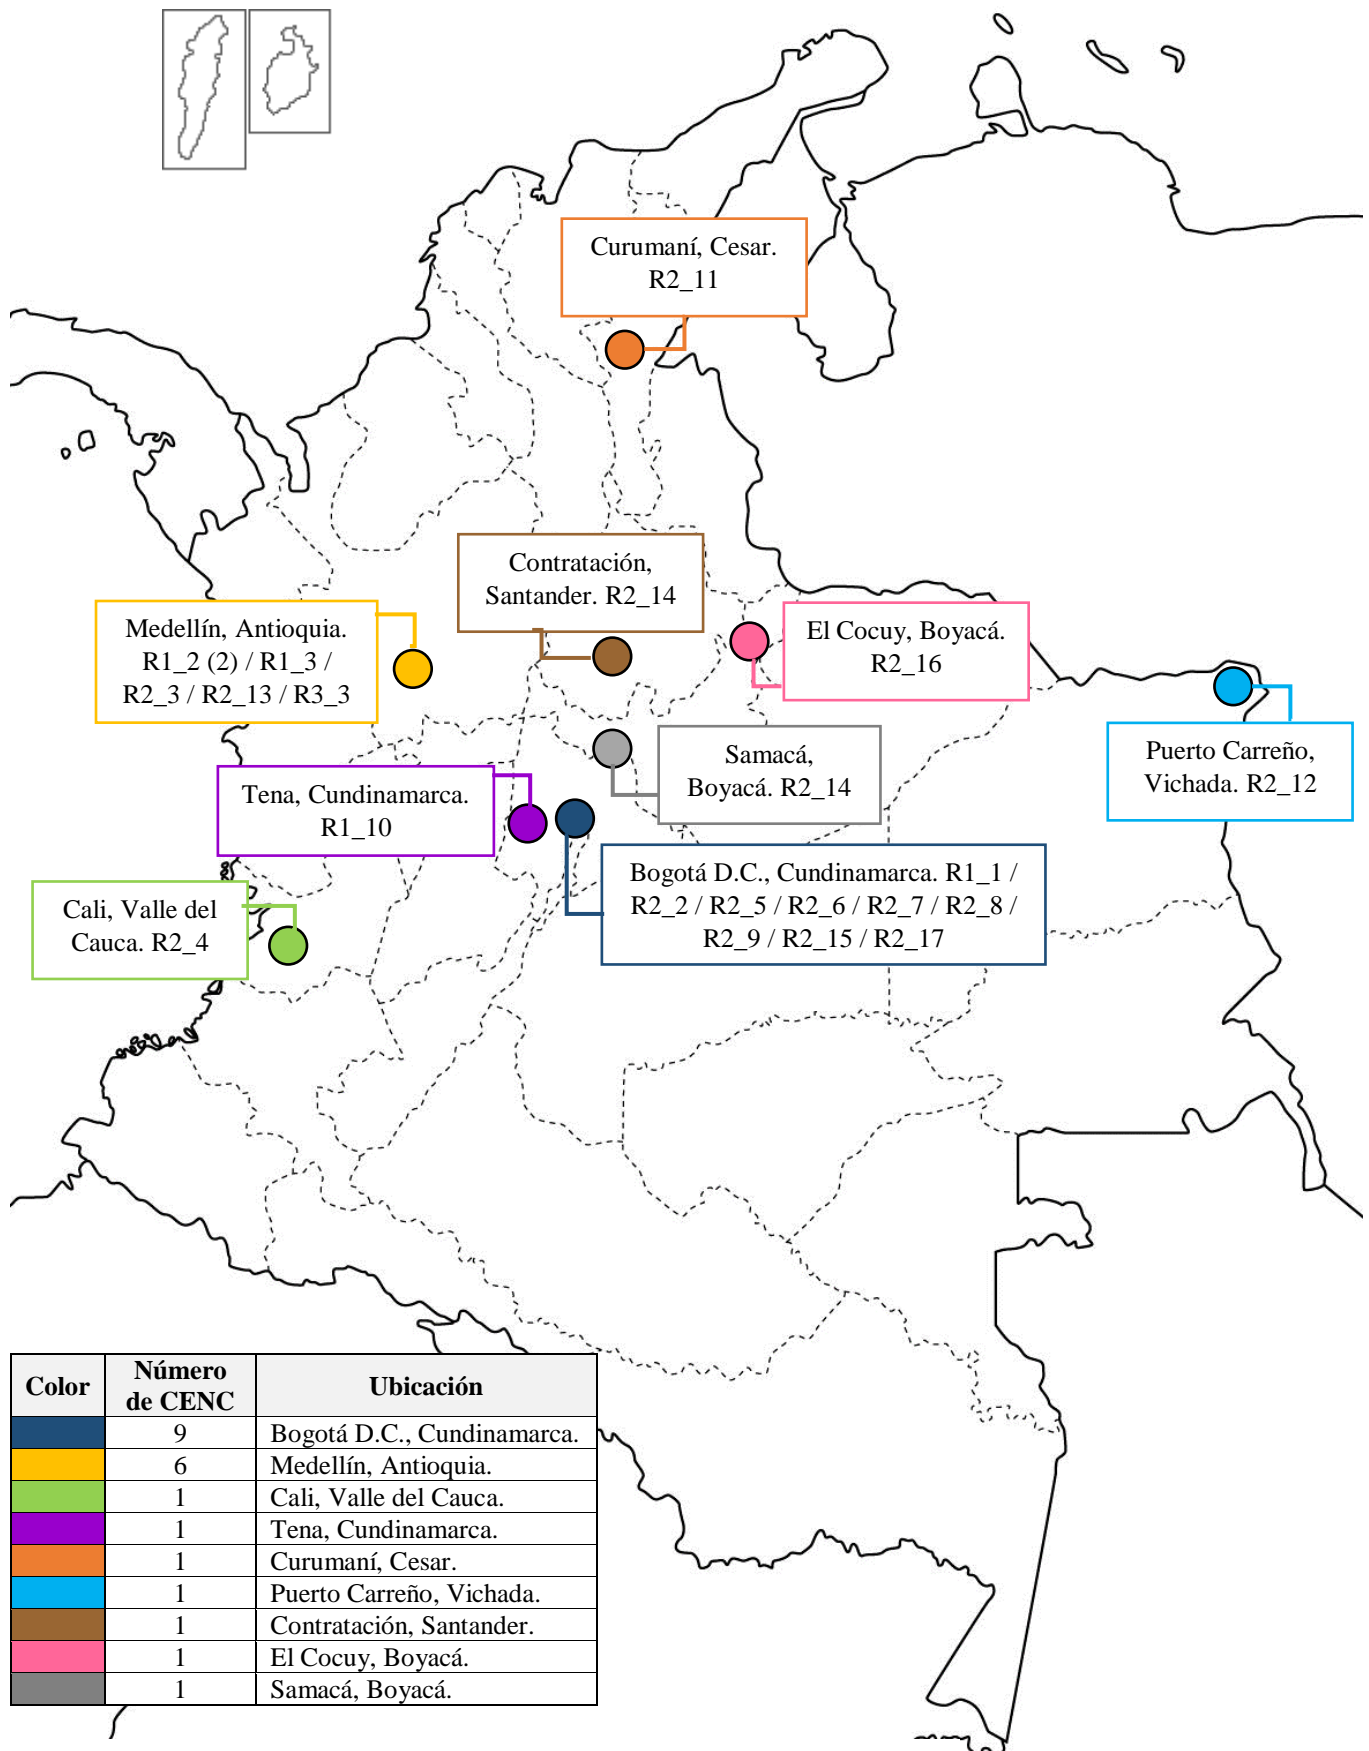 Curumaní, Cesar.
R2_11
Contratación,
Santander. R2_14
Medellín, Antioquia.
R1_2 (2) / R1_3 /
R2_3 / R2_13 / R3_3
El Cocuy, Boyacá.
R2_16
Puerto Carreño,
Vichada. R2_12
Samacá,
Boyacá. R2_14
Tena, Cundinamarca.
R1_10
Bogotá D.C., Cundinamarca. R1_1 /
R2_2 / R2_5 / R2_6 / R2_7 / R2_8 /
R2_9 / R2_15 / R2_17
Cali, Valle del
Cauca. R2_4
Color Número de CENC Ubicación
9 Bogotá D.C., Cundinamarca.
6 Medellín, Antioquia.
1 Cali, Valle del Cauca.
1 Tena, Cundinamarca.
1 Curumaní, Cesar.
1 Puerto Carreño, Vichada.
1 Contratación, Santander.
1 El Cocuy, Boyacá.
1 Samacá, Boyacá.